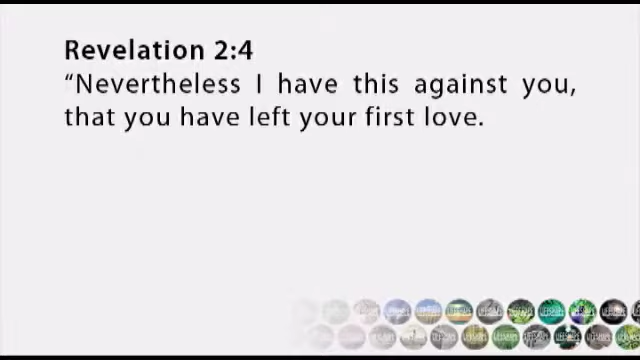 Revelation 2:4
“Nevertheless I have this against you,
that you have left your first love.